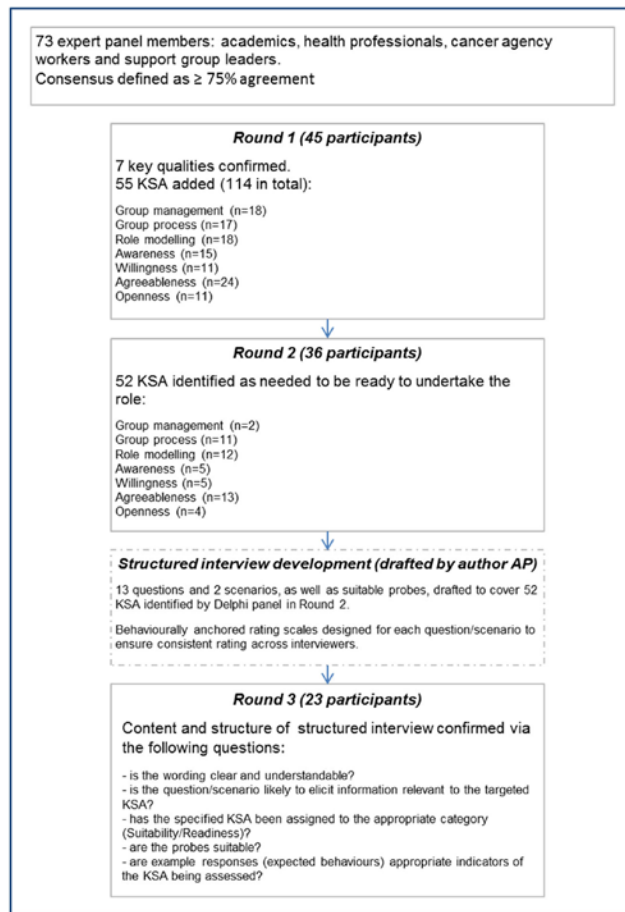 73 expert panel members: academics, health professionals, cancer agency
workers and support group leaders.
Consensus defined as ≥ 75% agreement
Round 1 (45 participants)
7 key qualities confirmed.
55 KSA added (114 in total):
Group management (n=18)
Group process (n=17)
Role modelling (n=18)
Awareness (n=15)
Willingness (n=11)
Agreeableness (n=24)
Openness (n=11)
Round 2 (36 participants)
52 KSA identified as needed to be ready to undertake the
role:
Group management (n=2)
Group process (n=11)
Role modelling (n=12)
Awareness (n=5)
Willingness (n=5)
Agreeableness (n=13)
Openness (n=4)
Structured interview development (drafted by author AP)
13 questions and 2 scenarios, as well as suitable probes, drafted to cover 52
KSA identified by Delphi panel in Round 2.
Behaviourally anchored rating scales designed for each question/scenario to
ensure consistent rating across interviewers.
Round 3 (23 participants)
Content and structure of structured interview confirmed via
the following questions:
- is the wording clear and understandable?
- is the question/scenario likely to elicit information relevant to the targeted
KSA?
- has the specified KSA been assigned to the appropriate category
(Suitability/Readiness)?
- are the probes suitable?
- are example responses (expected behaviours) appropriate indicators of
the KSA being assessed?